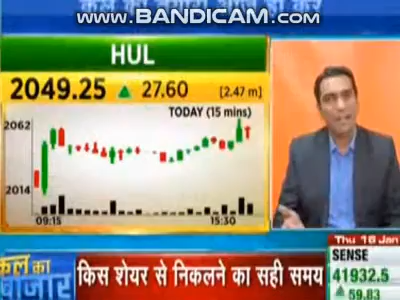 www.BANDICAM.com
HUL
2049.25 ▲ 27.60 [2.47 m]
TODAY (15 mins)
2062
2014
09:15 15:30
कल का
बाज़ार
किस शेयर से निकलने का सही समय
Thu 16 Jan
SENSE
41932.5
▲ 59.83